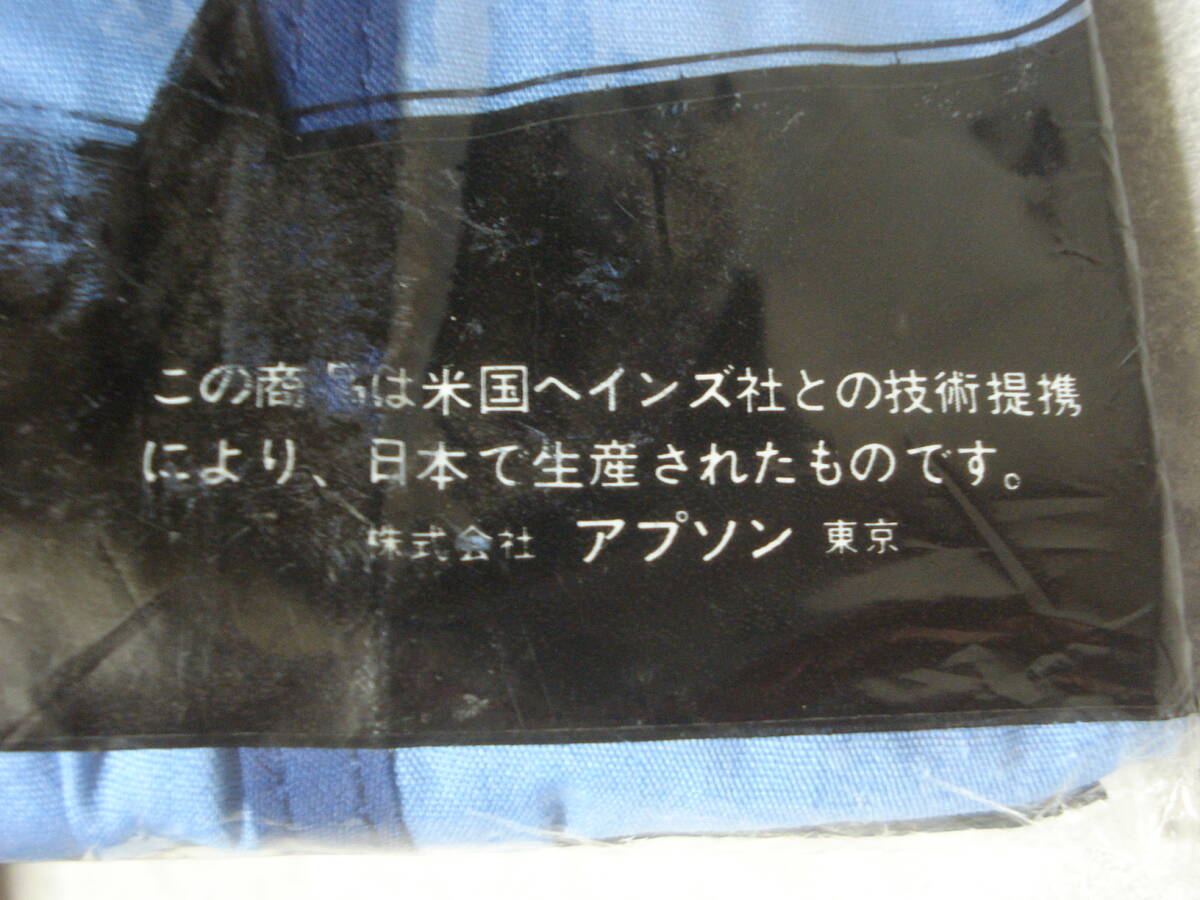 この商品は米国ヘインズ社との技術提携
により、日本で生産されたものです。
株式会社 アプソン 東京